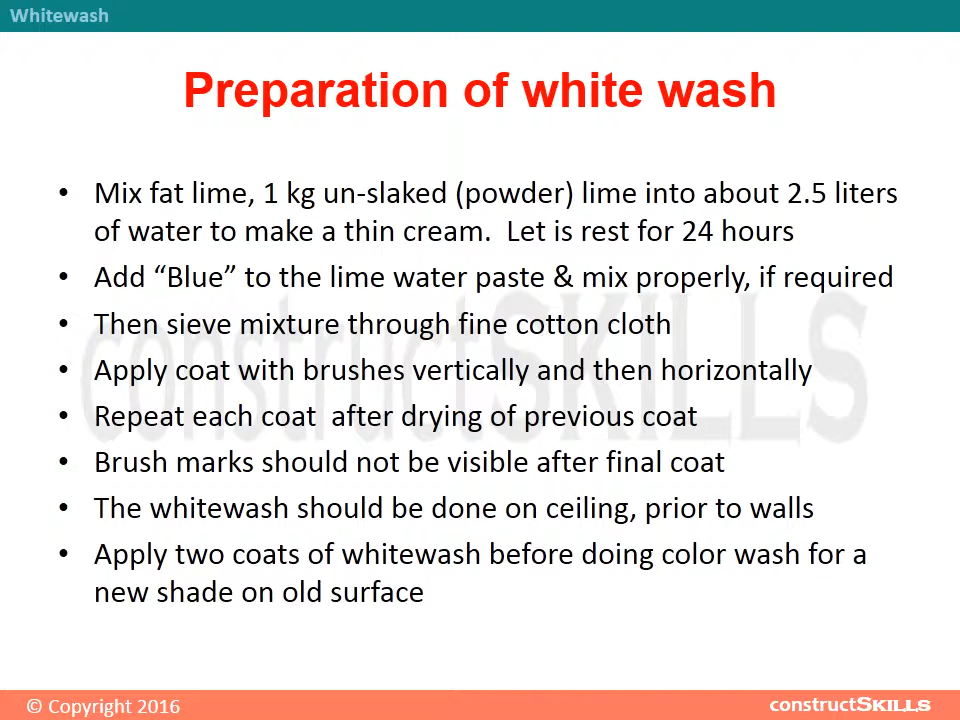 Whitewash
Preparation of white wash
• Mix fat lime, 1 kg un-slaked (powder) lime into about 2.5 liters
of water to make a thin cream.  Let is rest for 24 hours
• Add “Blue” to the lime water paste & mix properly, if required
• Then sieve mixture through fine cotton cloth
• Apply coat with brushes vertically and then horizontally
• Repeat each coat  after drying of previous coat
• Brush marks should not be visible after final coat
• The whitewash should be done on ceiling, prior to walls
• Apply two coats of whitewash before doing color wash for a
new shade on old surface
constructSKILLS
© Copyright 2016
constructSKILLS